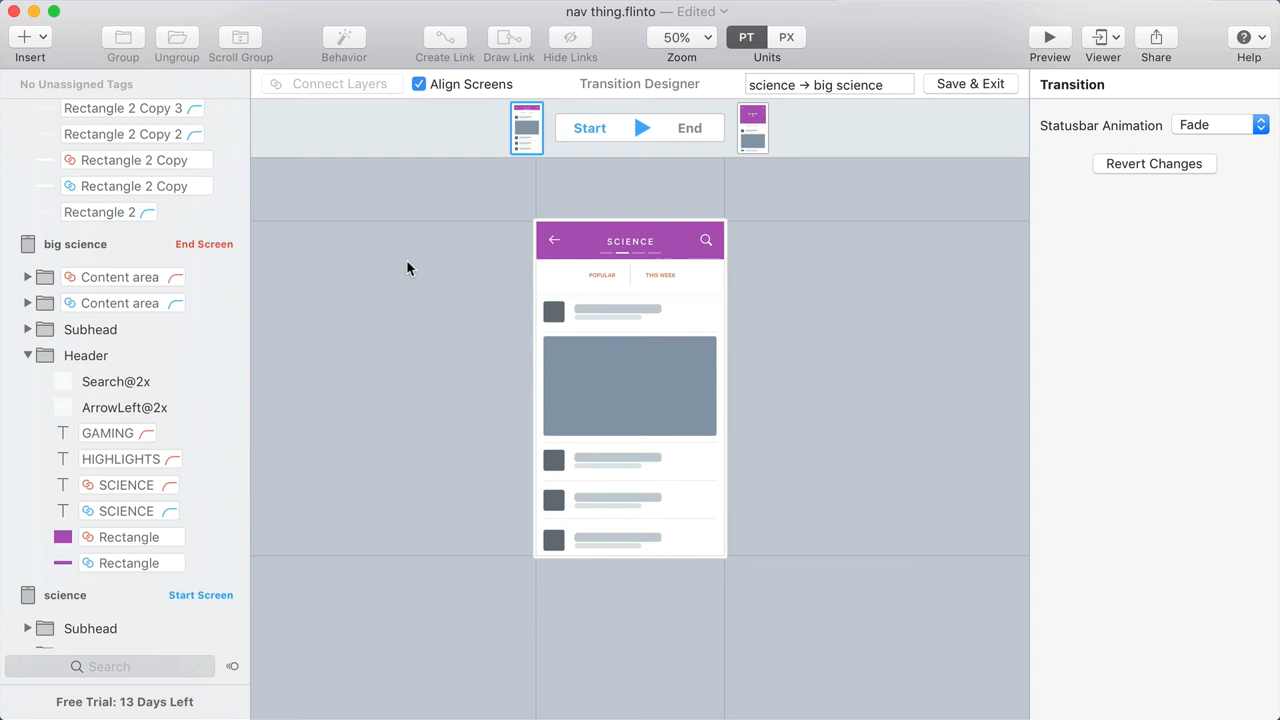 nav thing.flinto — Edited
Insert
Group
Ungroup
Scroll Group
Behavior
Create Link
Draw Link
Hide Links
50%
Zoom
PT
PX
Units
Preview
Viewer
Share
Help
No Unassigned Tags
Connect Layers
Align Screens
Transition Designer
science → big science
Save & Exit
Transition
Rectangle 2 Copy 3
Rectangle 2 Copy 2
Rectangle 2 Copy
Rectangle 2 Copy
Rectangle 2
big science
End Screen
Content area
Content area
Subhead
Header
Search@2x
ArrowLeft@2x
GAMING
HIGHLIGHTS
SCIENCE
SCIENCE
Rectangle
Rectangle
science
Start Screen
Subhead
Search
Free Trial: 13 Days Left
Start
End
SCIENCE
POPULAR
THIS WEEK
Statusbar Animation
Fade
Revert Changes